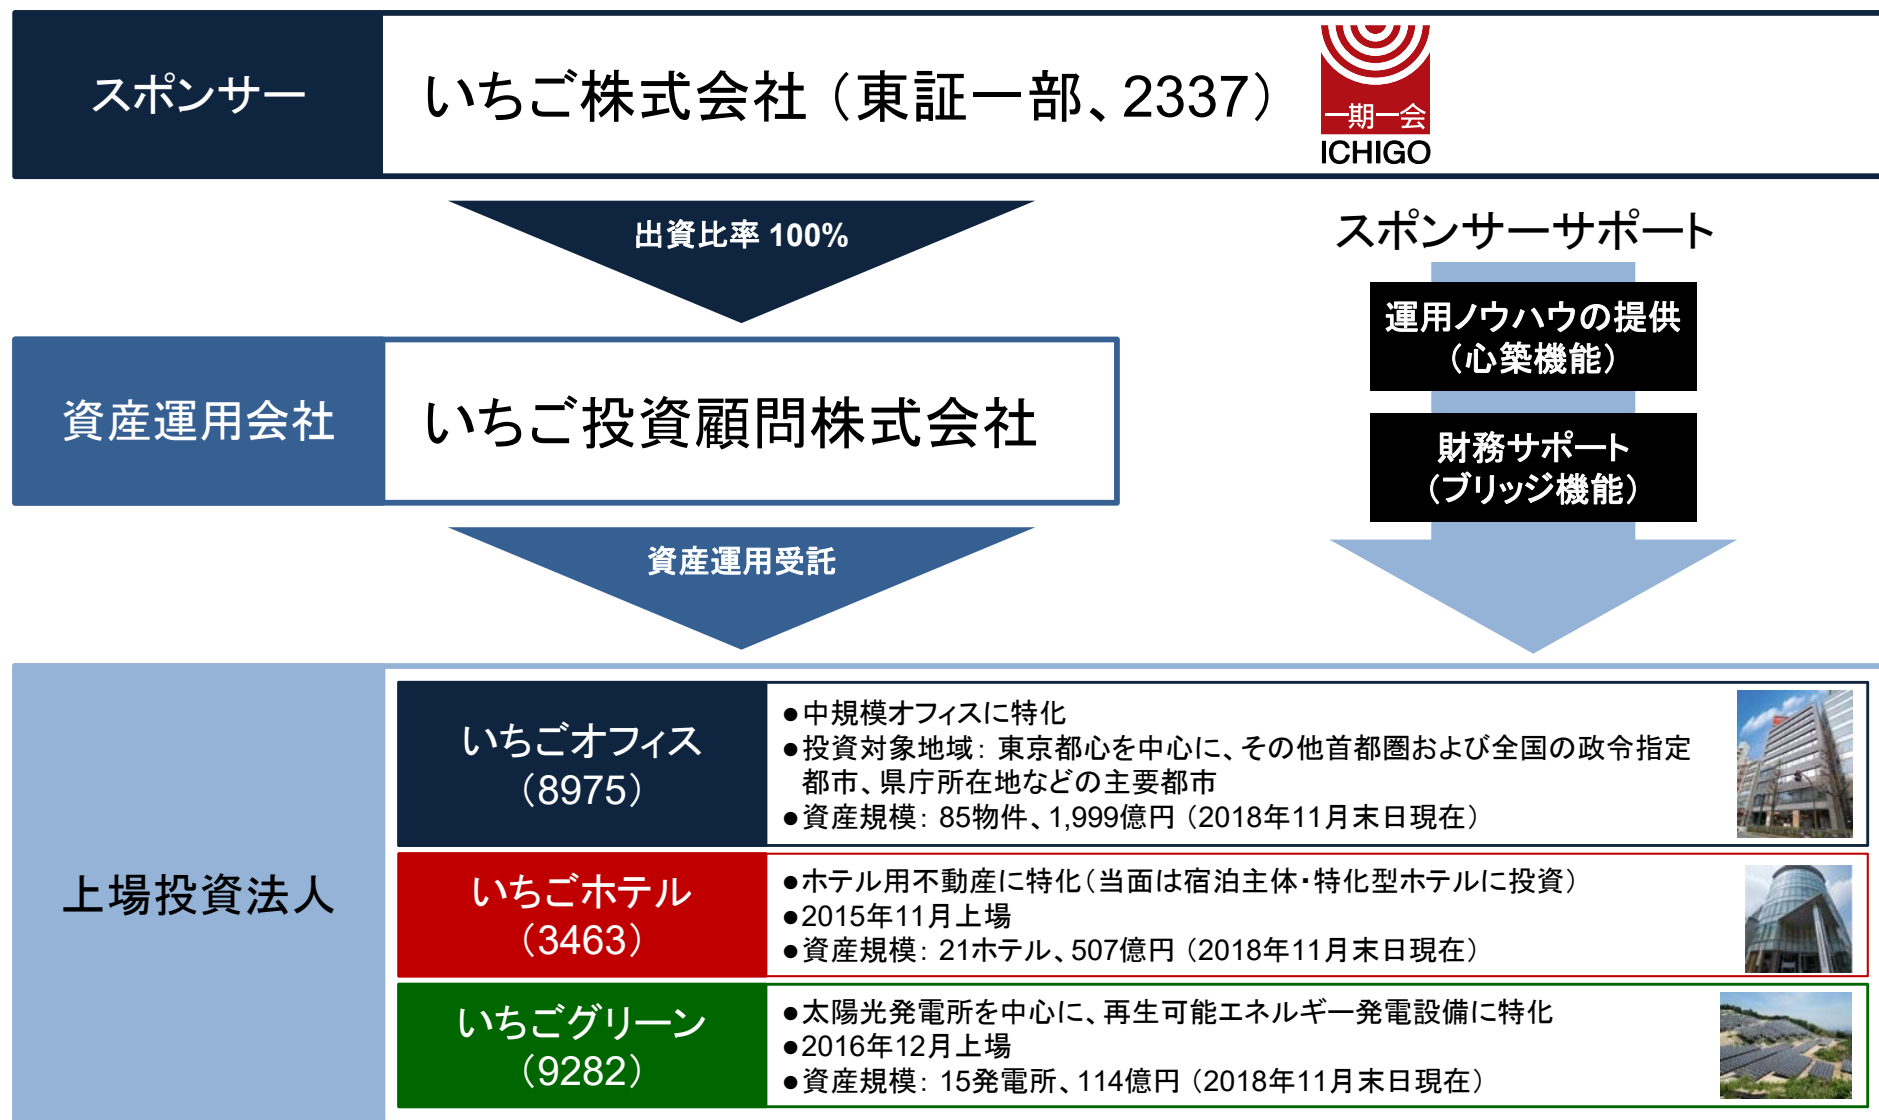 スポンサー
いちご株式会社（東証一部、2337）
一期一会
ICHIGO
出資比率 100%
スポンサーサポート
運用ノウハウの提供
（心築機能）
財務サポート
（ブリッジ機能）
資産運用会社
いちご投資顧問株式会社
資産運用受託
上場投資法人
いちごオフィス
（8975）
●中規模オフィスに特化
●投資対象地域： 東京都心を中心に、その他首都圏および全国の政令指定
都市、県庁所在地などの主要都市
●資産規模： 85物件、1,999億円（2018年11月末日現在）
いちごホテル
（3463）
●ホテル用不動産に特化（当面は宿泊主体・特化型ホテルに投資）
●2015年11月上場
●資産規模： 21ホテル、507億円（2018年11月末日現在）
いちごグリーン
（9282）
●太陽光発電所を中心に、再生可能エネルギー発電設備に特化
●2016年12月上場
●資産規模： 15発電所、114億円（2018年11月末日現在）